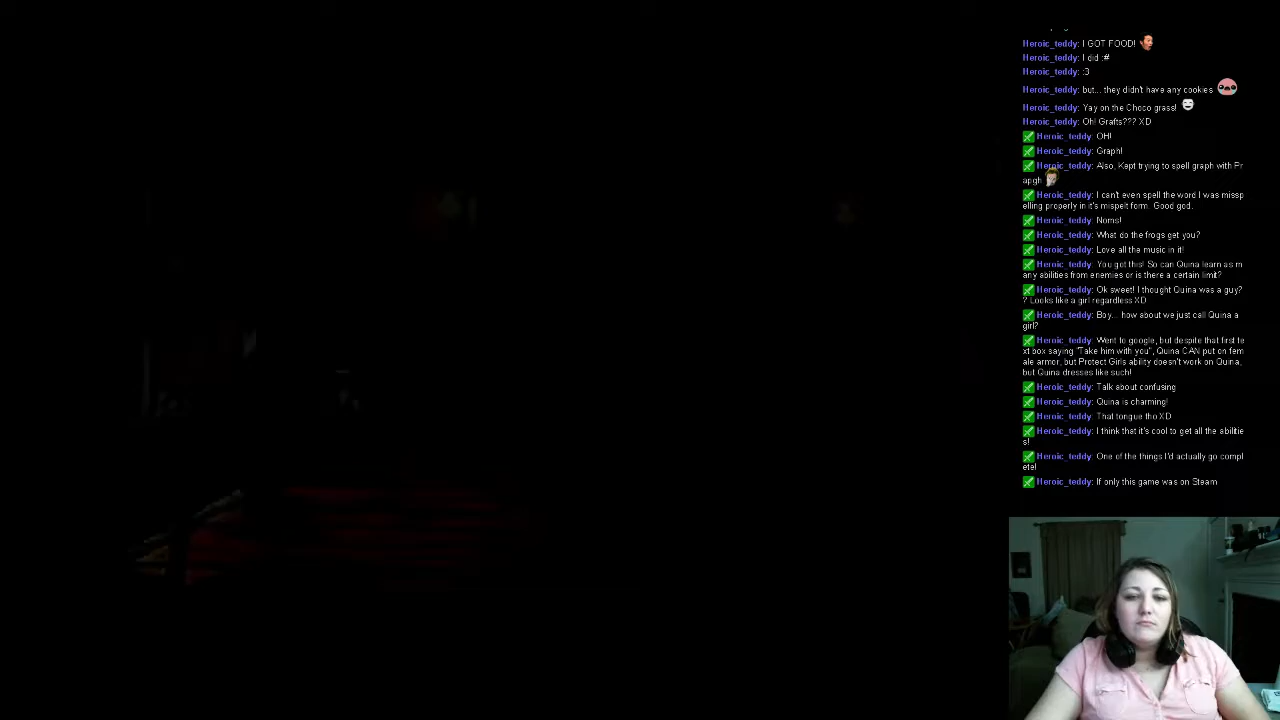 Heroic_teddy: I GOT FOOD!
Heroic_teddy: I did :#
Heroic_teddy: :3
Heroic_teddy: but... they didn't have any cookies
Heroic_teddy: Yay on the Choco grass!
Heroic_teddy: Oh! Grafts??? XD
Heroic_teddy: OH!
Heroic_teddy: Graph!
Heroic_teddy: Also, Kept trying to spell graph with Pr
apgh
Heroic_teddy: I can't even spell the word I was missp
elling properly in it's mispelt form. Good god.
Heroic_teddy: Noms!
Heroic_teddy: What do the frogs get you?
Heroic_teddy: Love all the music in it!
Heroic_teddy: You got this! So can Quina learn as m
any abilities from enemies or is there a certain limit?
Heroic_teddy: Ok sweet! I thought Quina was a guy?
? Looks like a girl regardless XD
Heroic_teddy: Boy... how about we just call Quina a
girl?
Heroic_teddy: Went to google, but despite that first te
xt box saying "Take him with you", Quina CAN put on fem
ale armor, but Protect Girls ability doesn't work on Quina,
but Quina dresses like such!
Heroic_teddy: Talk about confusing
Heroic_teddy: Quina is charming!
Heroic_teddy: That tongue tho XD
Heroic_teddy: I think that it's cool to get all the abilitie
s!
Heroic_teddy: One of the things I'd actually go compl
ete!
Heroic_teddy: If only this game was on Steam